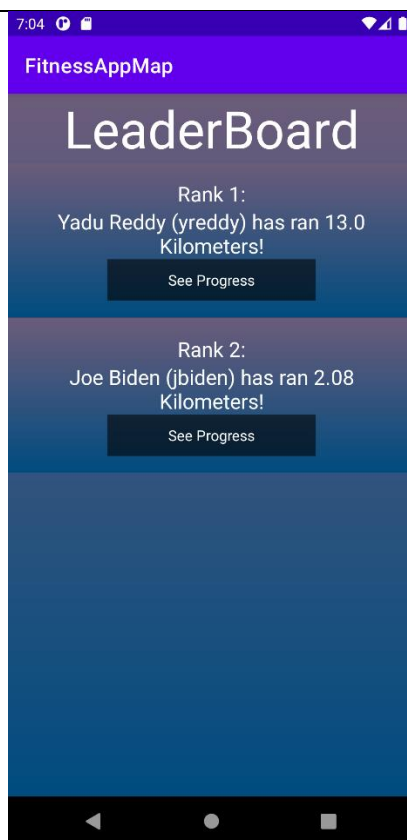 7:04
FitnessAppMap
LeaderBoard
Rank 1:
Yadu Reddy (yreddy) has ran 13.0
Kilometers!
See Progress
Rank 2:
Joe Biden (jbiden) has ran 2.08
Kilometers!
See Progress